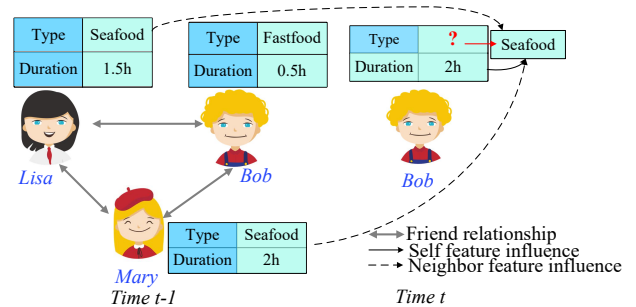 Type Seafood
Duration 1.5h
Type Fastfood
Duration 0.5h
Type ?
Duration 2h
Seafood
Lisa
Bob
Bob
Type Seafood
Duration 2h
Mary
Time t-1
Time t
Friend relationship
Self feature influence
Neighbor feature influence